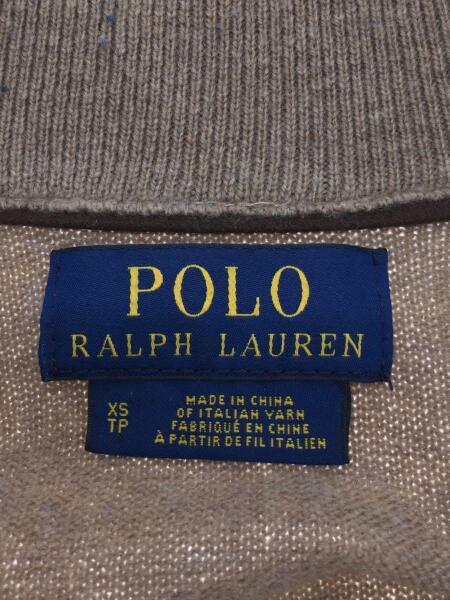 POLO
RALPH LAUREN
XS
TP
MADE IN CHINA
OF ITALIAN YARN
FABRIQUÉ EN CHINE
À PARTIR DE FIL ITALIEN